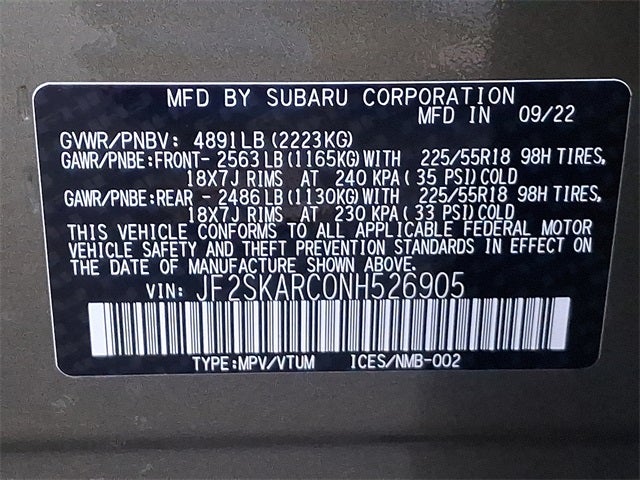 MFD BY SUBARU CORPORATION
MFD IN 09/22
GVWR/PNBV: 4891LB(2223KG)
GAWR/PNBE:FRONT- 2563LB(1165KG)WITH 225/55R18 98H TIRES,
18X7J RIMS AT 240 KPA( 35 PSI)COLD
GAWR/PNBE:REAR - 2486LB(1130KG)WITH 225/55R18 98H TIRES,
18X7J RIMS AT 230 KPA( 33 PSI)COLD
THIS VEHICLE CONFORMS TO ALL APPLICABLE FEDERAL MOTOR
VEHICLE SAFETY AND THEFT PREVENTION STANDARDS IN EFFECT ON
THE DATE OF MANUFACTURE SHOWN ABOVE.
VIN: JF2SKARC0NH526905
TYPE:MPV/VTUM ICES/NMB-002